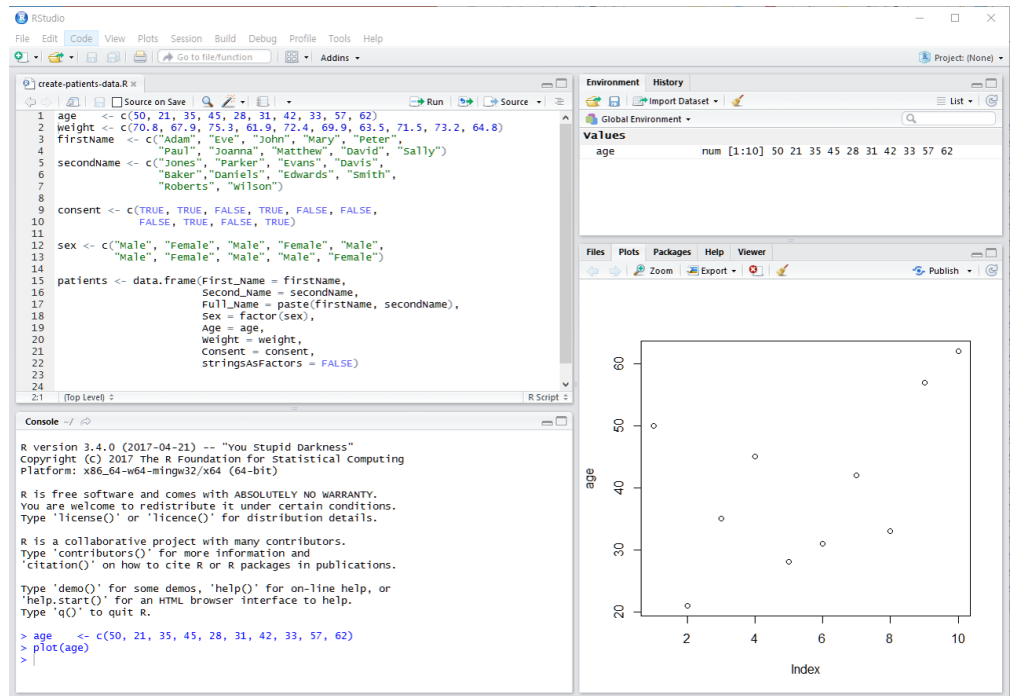 RStudio
File Edit Code View Plots Session Build Debug Profile Tools Help
Go to file/function Addins Project: (None)
create-patients-data.R
Source on Save Run Source
1 age    <- c(50, 21, 35, 45, 28, 31, 42, 33, 57, 62)
2 weight <- c(70.8, 67.9, 75.3, 61.9, 72.4, 69.9, 63.5, 71.5, 73.2, 64.8)
3 firstName  <- c("Adam", "Eve", "John", "Mary", "Peter",
4                 "Paul", "Joanna", "Matthew", "David", "Sally")
5 secondName <- c("Jones", "Parker", "Evans", "Davis",
6                 "Baker","Daniels", "Edwards", "Smith",
7                 "Roberts", "Wilson")
8
9 consent <- c(TRUE, TRUE, FALSE, TRUE, FALSE, FALSE,
10              FALSE, TRUE, FALSE, TRUE)
11
12 sex <- c("Male", "Female", "Male", "Female", "Male",
13          "Male", "Female", "Male", "Male", "Female")
14
15 patients <- data.frame(First_Name = firstName,
16                        Second_Name = secondName,
17                        Full_Name = paste(firstName, secondName),
18                        Sex = factor(sex),
19                        Age = age,
20                        Weight = weight,
21                        Consent = consent,
22                        stringsAsFactors = FALSE)
23
24
2:1 (Top Level) R Script
Console ~/
R version 3.4.0 (2017-04-21) -- "You Stupid Darkness"
Copyright (C) 2017 The R Foundation for Statistical Computing
Platform: x86_64-w64-mingw32/x64 (64-bit)

R is free software and comes with ABSOLUTELY NO WARRANTY.
You are welcome to redistribute it under certain conditions.
Type 'license()' or 'licence()' for distribution details.

R is a collaborative project with many contributors.
Type 'contributors()' for more information and
'citation()' on how to cite R or R packages in publications.

Type 'demo()' for some demos, 'help()' for on-line help, or
'help.start()' for an HTML browser interface to help.
Type 'q()' to quit R.

> age    <- c(50, 21, 35, 45, 28, 31, 42, 33, 57, 62)
> plot(age)
>
Environment History
Import Dataset List
Global Environment
Values
age num [1:10] 50 21 35 45 28 31 42 33 57 62
Files Plots Packages Help Viewer
Zoom Export Publish
60
50
40
30
20
age
2 4 6 8 10
Index